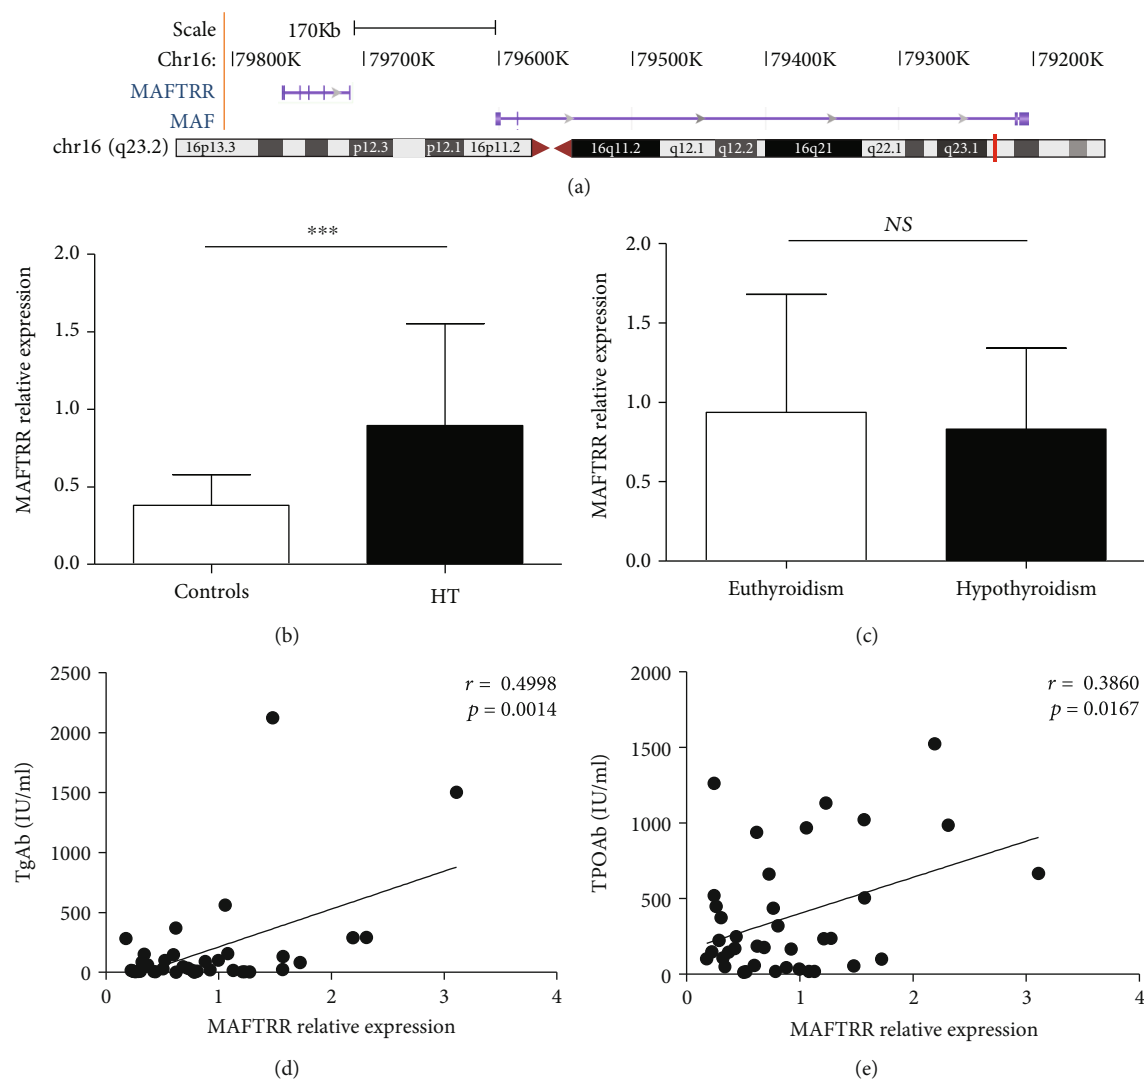 Scale 170Kb
Chr16: |79800K |79700K |79600K |79500K |79400K |79300K |79200K
MAFTRR
MAF
chr16 (q23.2) 16p13.3 p12.3 p12.1 16p11.2 16q11.2 q12.1 q12.2 16q21 q22.1 q23.1
(a)
***
2.0
1.5
1.0
0.5
0.0
MAFTRR relative expression
Controls HT
(b)
NS
2.0
1.5
1.0
0.5
0.0
MAFTRR relative expression
Euthyroidism Hypothyroidism
(c)
r = 0.4998
p = 0.0014
2500
2000
1500
1000
500
0
TgAb (IU/ml)
0 1 2 3 4
MAFTRR relative expression
(d)
r = 0.3860
p = 0.0167
2000
1500
1000
500
0
TPOAb (IU/ml)
0 1 2 3 4
MAFTRR relative expression
(e)